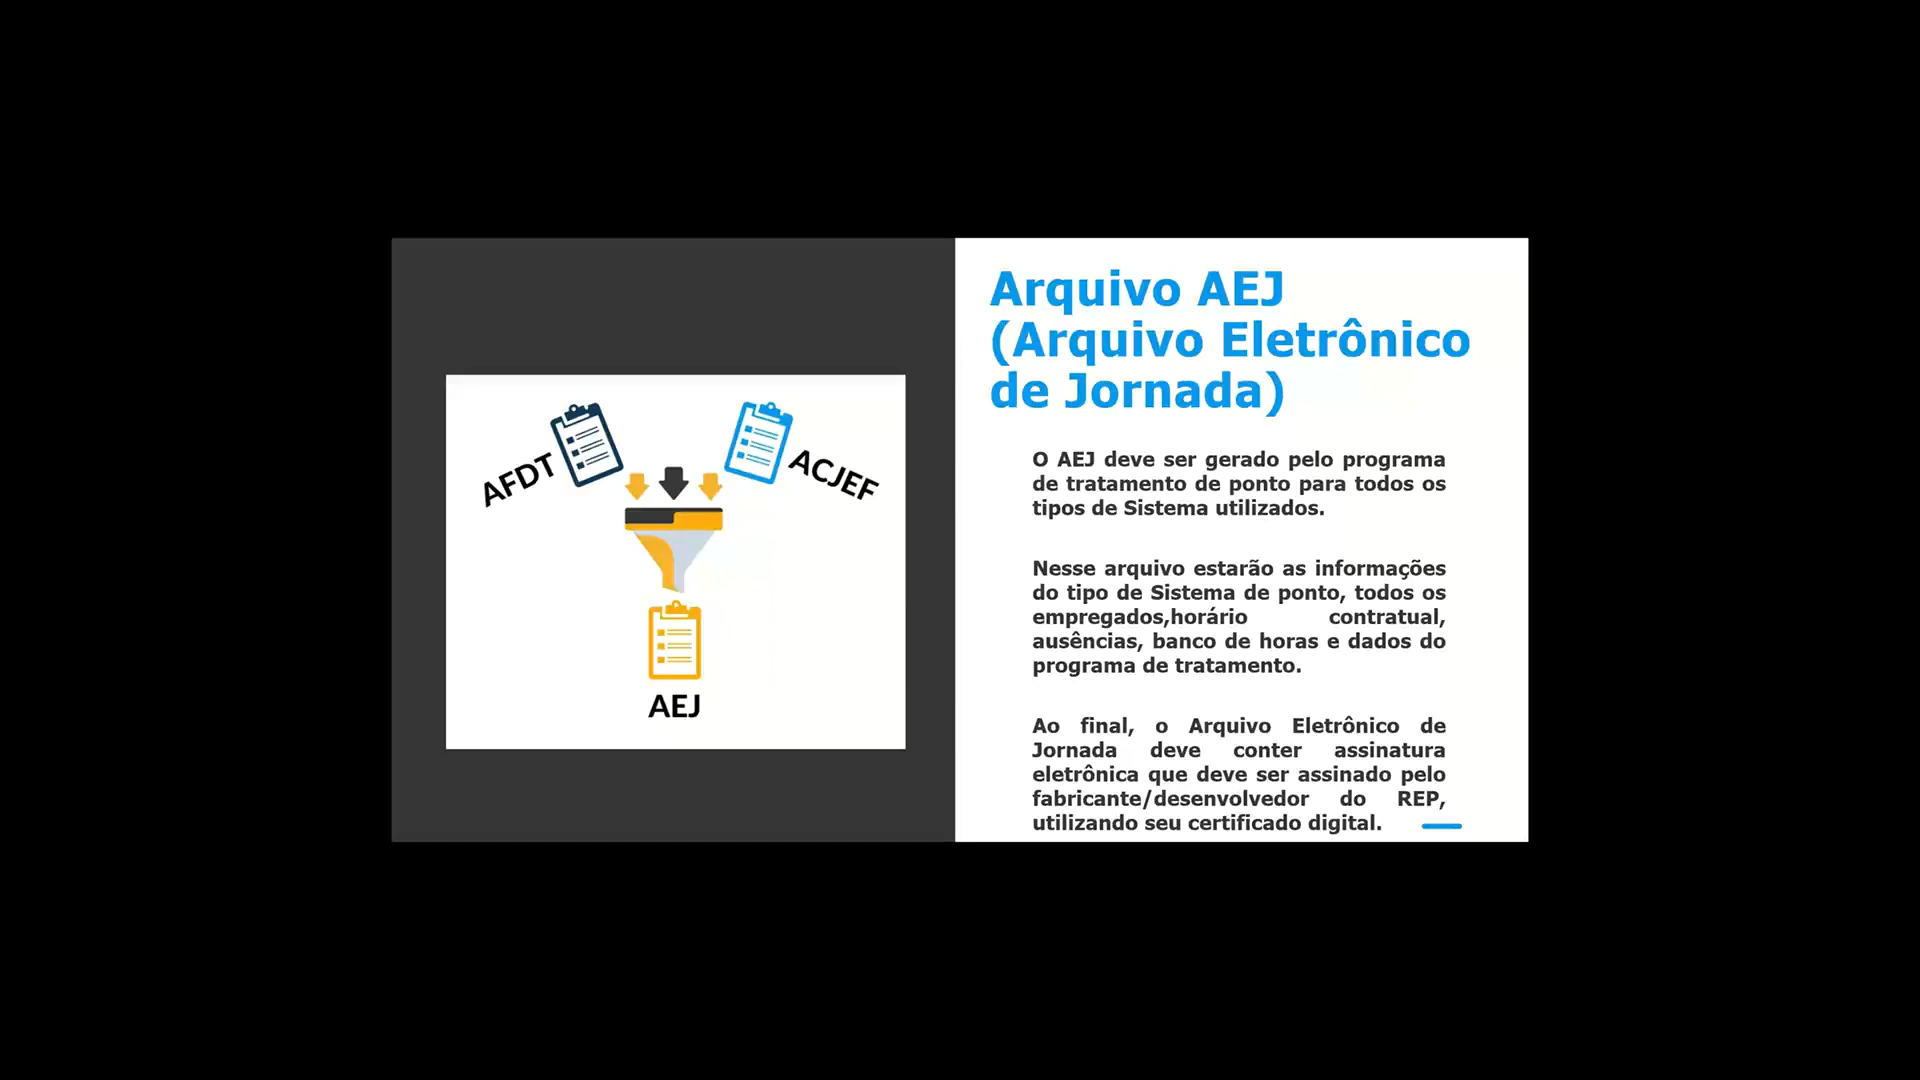 AFDT
ACJEF
AEJ
Arquivo AEJ
(Arquivo Eletrônico
de Jornada)
O AEJ deve ser gerado pelo programa
de tratamento de ponto para todos os
tipos de Sistema utilizados.
Nesse arquivo estarão as informações
do tipo de Sistema de ponto, todos os
empregados,horário contratual,
ausências, banco de horas e dados do
programa de tratamento.
Ao final, o Arquivo Eletrônico de
Jornada deve conter assinatura
eletrônica que deve ser assinado pelo
fabricante/desenvolvedor do REP,
utilizando seu certificado digital.